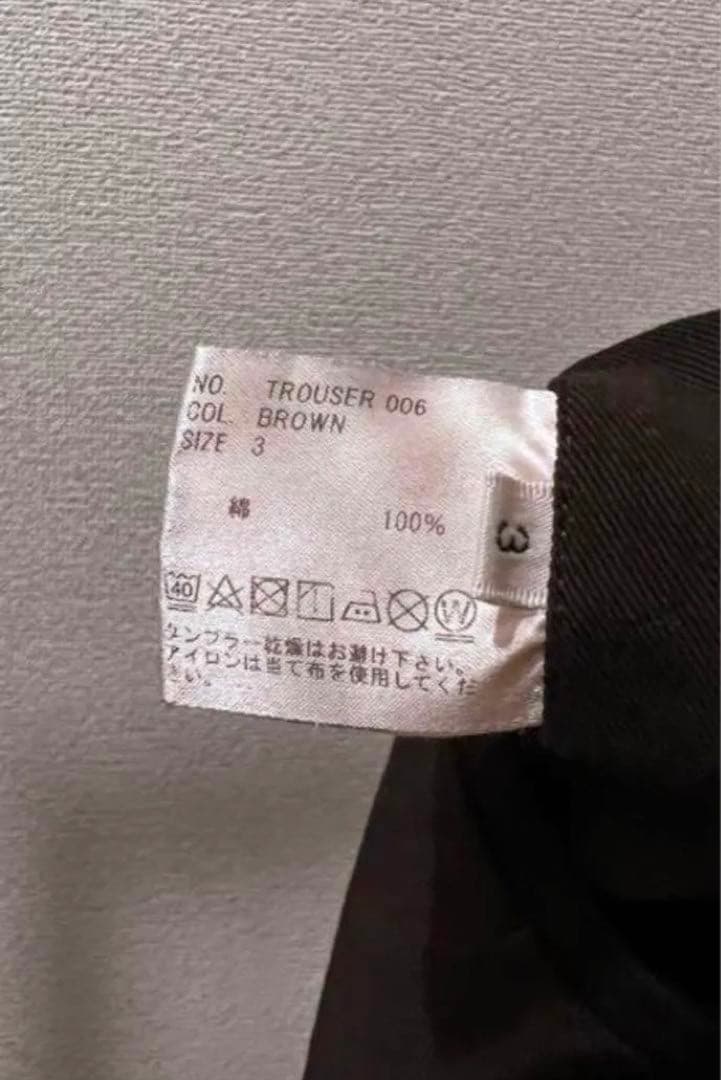 NO. TROUSER 006
COL. BROWN
SIZE 3
綿 100%
3
40
W
タンブラー乾燥はお避け下さい。
アイロンは当て布を使用してくだ
さい。